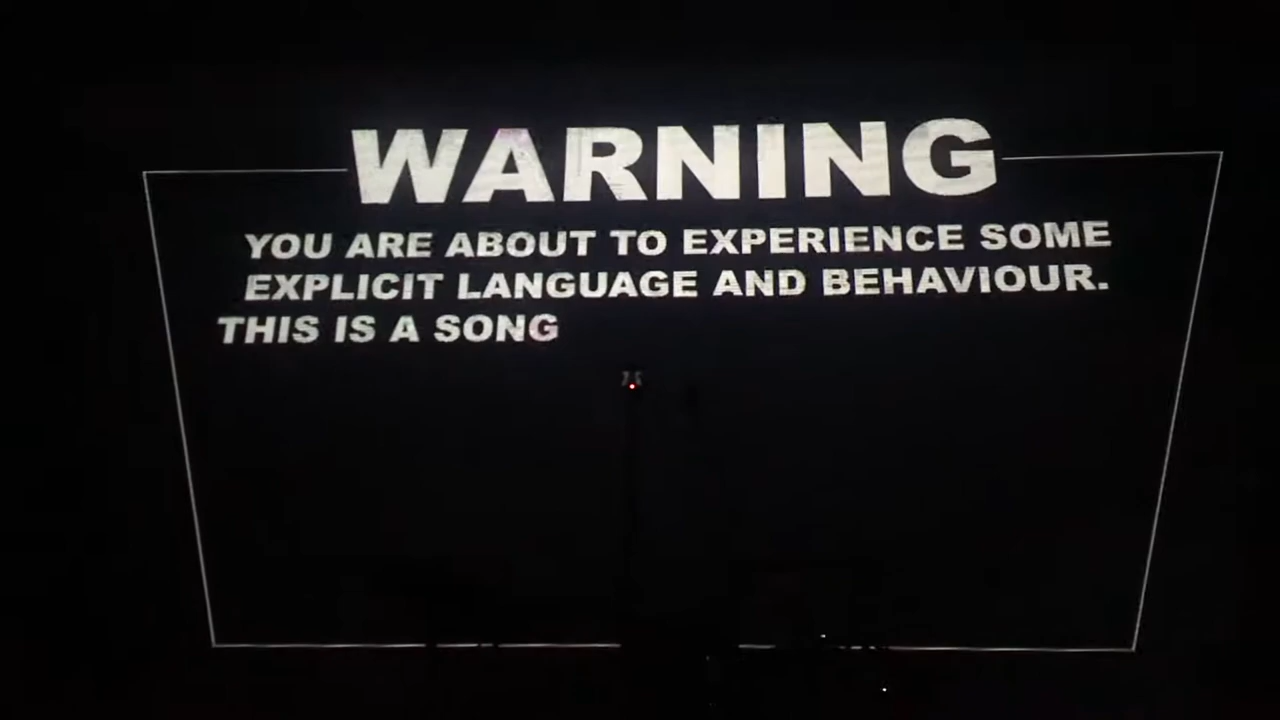 WARNING
YOU ARE ABOUT TO EXPERIENCE SOME
EXPLICIT LANGUAGE AND BEHAVIOUR.
THIS IS A SONG